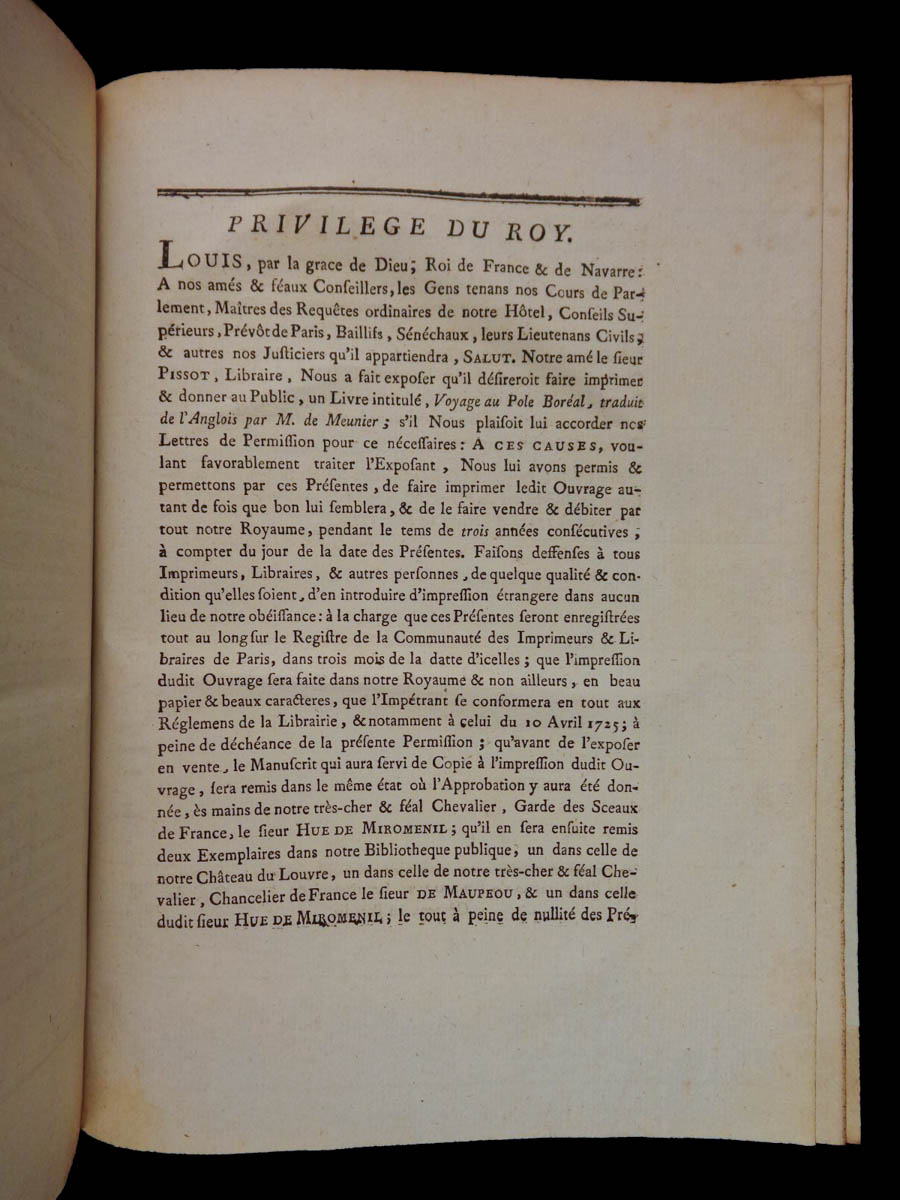 PRIVILEGE DU ROY.
LOUIS, par la grace de Dieu; Roi de France & de Navarre:
A nos amés & féaux Conſeillers, les Gens tenans nos Cours de Par-
lement, Maîtres des Requêtes ordinaires de notre Hôtel, Conſeils Su-
périeurs, Prévôt de Paris, Baillifs, Sénéchaux, leurs Lieutenans Civils,
& autres nos Juſticiers qu'il appartiendra, SALUT. Notre amé le ſieur
PISSOT, Libraire, Nous a fait expoſer qu'il déſireroit faire imprimer
& donner au Public, un Livre intitulé, Voyage au Pole Boréal, traduit
de l'Anglois par M. de Meunier; s'il Nous plaiſoit lui accorder nos
Lettres de Permiſſion pour ce néceſſaires: A CES CAUSES, vou-
lant favorablement traiter l'Expoſant, Nous lui avons permis &
permettons par ces Préſentes, de faire imprimer ledit Ouvrage au-
tant de fois que bon lui ſemblera, & de le faire vendre & débiter par
tout notre Royaume, pendant le tems de trois années conſécutives,
à compter du jour de la date des Préſentes. Faiſons deffenſes à tous
Imprimeurs, Libraires, & autres perſonnes, de quelque qualité & con-
dition qu'elles ſoient, d'en introduire d'impreſſion étrangere dans aucun
lieu de notre obéiſſance: à la charge que ces Préſentes ſeront enregiſtrées
tout au long ſur le Regiſtre de la Communauté des Imprimeurs & Li-
braires de Paris, dans trois mois de la datte d'icelles; que l'impreſſion
dudit Ouvrage ſera faite dans notre Royaume & non ailleurs, en beau
papier & beaux caracteres, que l'Impétrant ſe conformera en tout aux
Réglemens de la Librairie, & notamment à celui du 10 Avril 1725; à
peine de déchéance de la préſente Permiſſion; qu'avant de l'expoſer
en vente, le Manuſcrit qui aura ſervi de Copie à l'impreſſion dudit Ou-
vrage, ſera remis dans le même état où l'Approbation y aura été don-
née, ès mains de notre très-cher & féal Chevalier, Garde des Sceaux
de France, le ſieur HUE DE MIROMENIL; qu'il en ſera enſuite remis
deux Exemplaires dans notre Bibliotheque publique, un dans celle de
notre Château du Louvre, un dans celle de notre très-cher & féal Che-
valier, Chancelier de France le ſieur DE MAUPEOU, & un dans celle
dudit ſieur HUE DE MIROMENIL; le tout à peine de nullité des Pré-